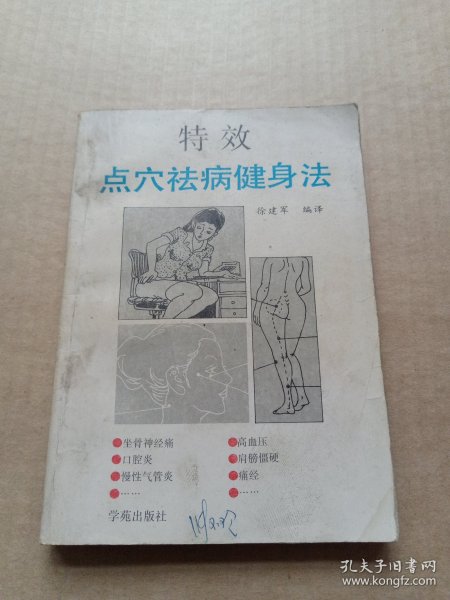 特效
点穴祛病健身法
徐建军 编译
坐骨神经痛
口腔炎
慢性气管炎
……
高血压
肩膀僵硬
痛经
……
学苑出版社
孔夫子旧书网
www.kongfz.com